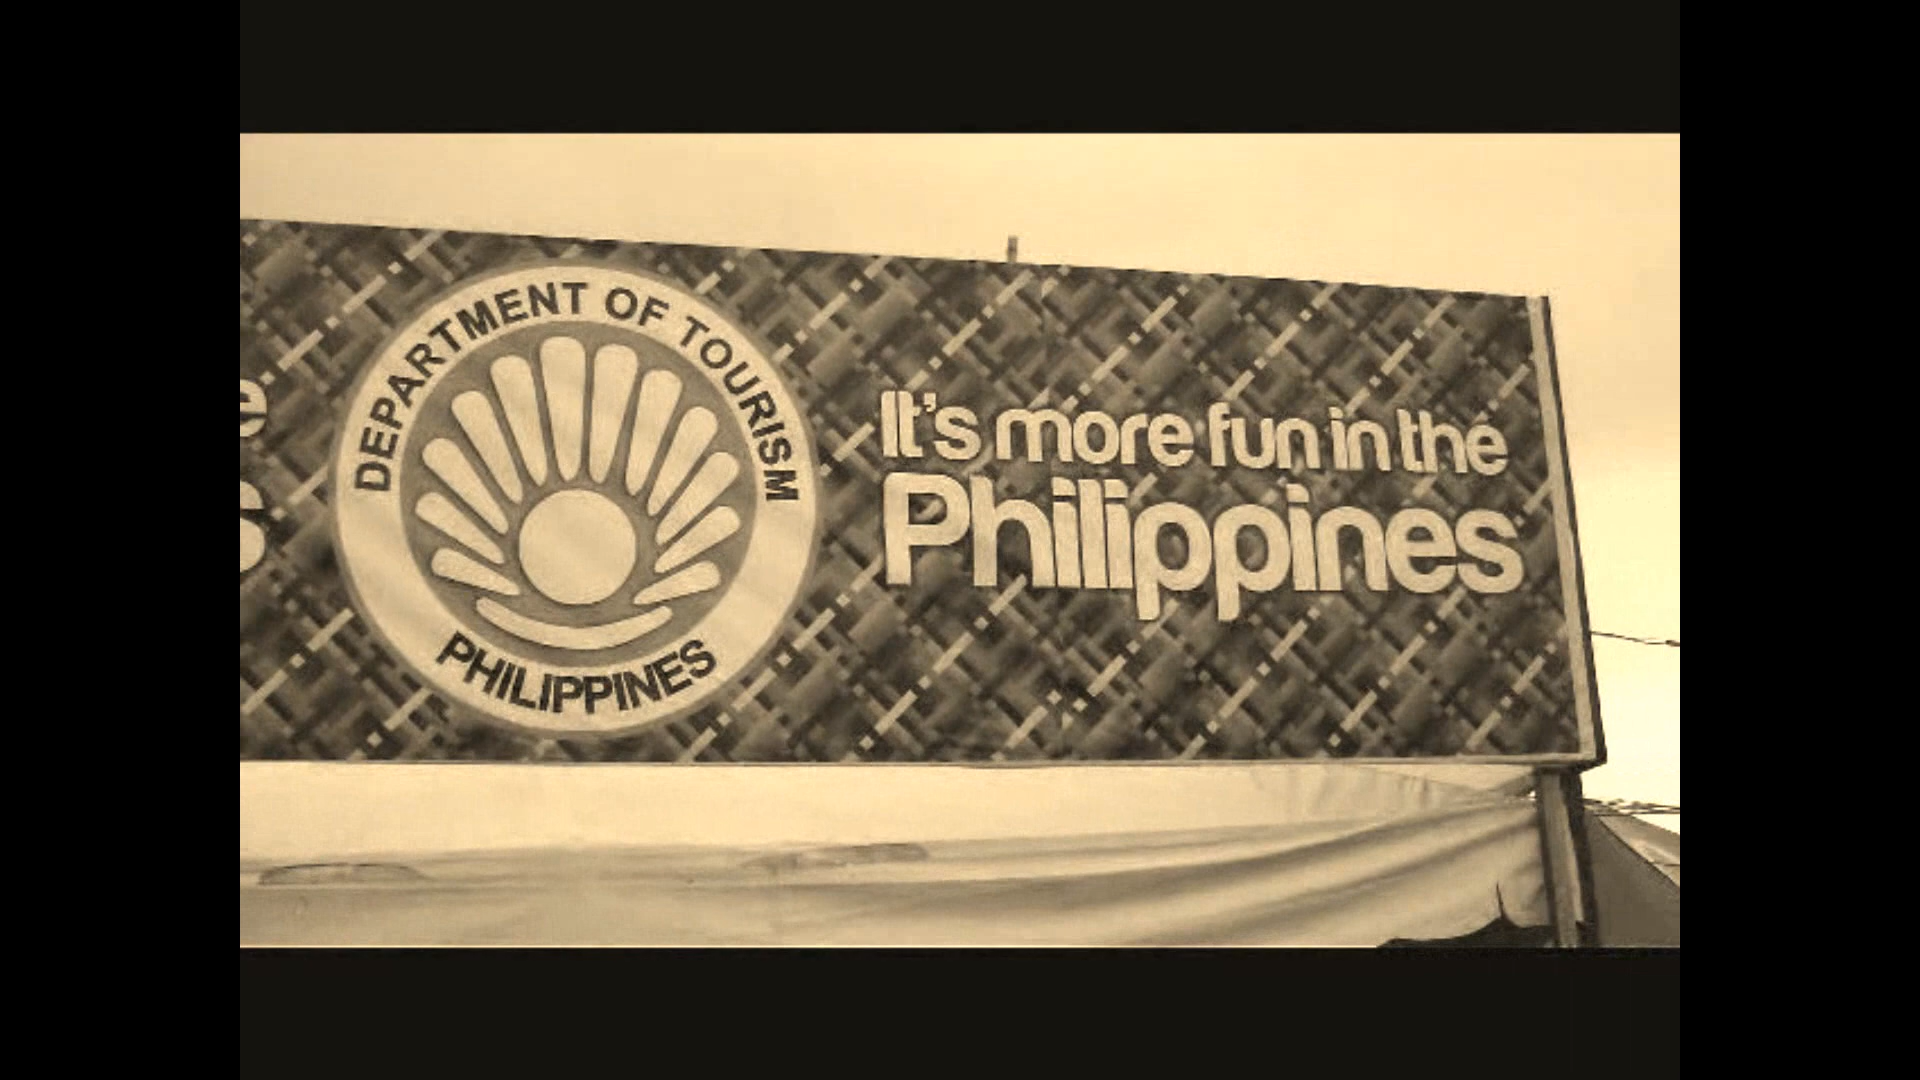 DEPARTMENT OF TOURISM
PHILIPPINES
It's more fun in the
Philippines